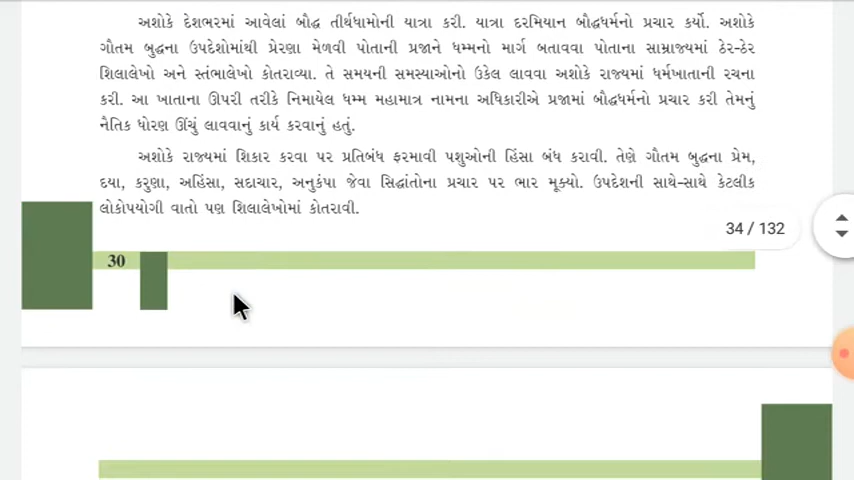 અશોકે દેશભરમાં આવેલાં બૌદ્ધ તીર્થધામોની યાત્રા કરી. યાત્રા દરમિયાન બૌદ્ધધર્મનો પ્રચાર કર્યો. અશોકે
ગૌતમ બુદ્ધના ઉપદેશોમાંથી પ્રેરણા મેળવી પોતાની પ્રજાને ધમ્મનો માર્ગ બતાવવા પોતાના સામ્રાજ્યમાં ઠેર-ઠેર
શિલાલેખો અને સ્તંભાલેખો કોતરાવ્યા. તે સમયની સમસ્યાઓનો ઉકેલ લાવવા અશોકે રાજ્યમાં ધર્મખાતાની રચના
કરી. આ ખાતાના ઊપરી તરીકે નિમાયેલ ધમ્મ મહામાત્ર નામના અધિકારીએ પ્રજામાં બૌદ્ધધર્મનો પ્રચાર કરી તેમનું
નૈતિક ધોરણ ઊંચું લાવવાનું કાર્ય કરવાનું હતું.
અશોકે રાજ્યમાં શિકાર કરવા પર પ્રતિબંધ ફરમાવી પશુઓની હિંસા બંધ કરાવી. તેણે ગૌતમ બુદ્ધના પ્રેમ,
દયા, કરુણા, અહિંસા, સદાચાર, અનુકંપા જેવા સિદ્ધાંતોના પ્રચાર પર ભાર મૂક્યો. ઉપદેશની સાથે-સાથે કેટલીક
લોકોપયોગી વાતો પણ શિલાલેખોમાં કોતરાવી.
34 / 132
30